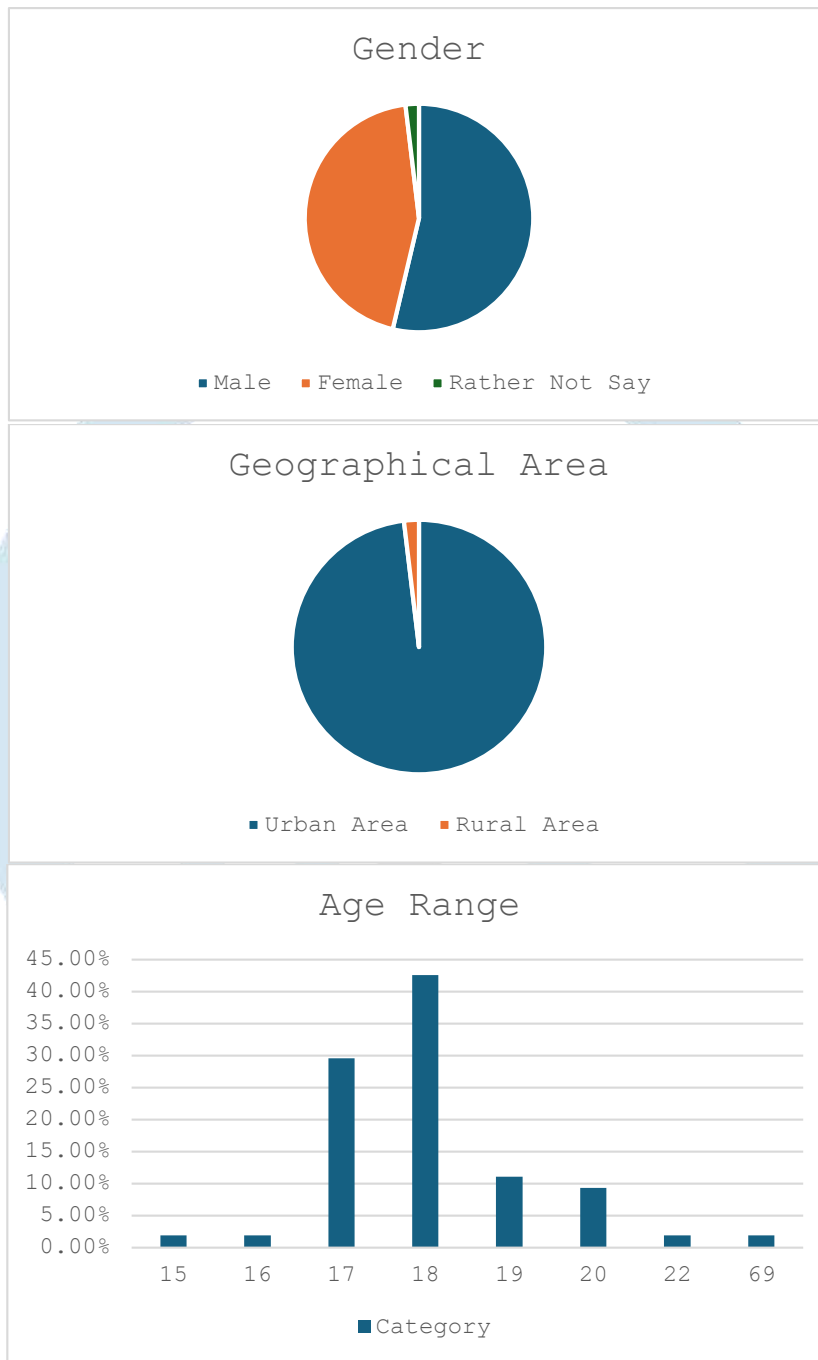 Gender
Male Female Rather Not Say
Geographical Area
Urban Area Rural Area
Age Range
45.00%
40.00%
35.00%
30.00%
25.00%
20.00%
15.00%
10.00%
5.00%
0.00%
15 16 17 18 19 20 22 69
Category